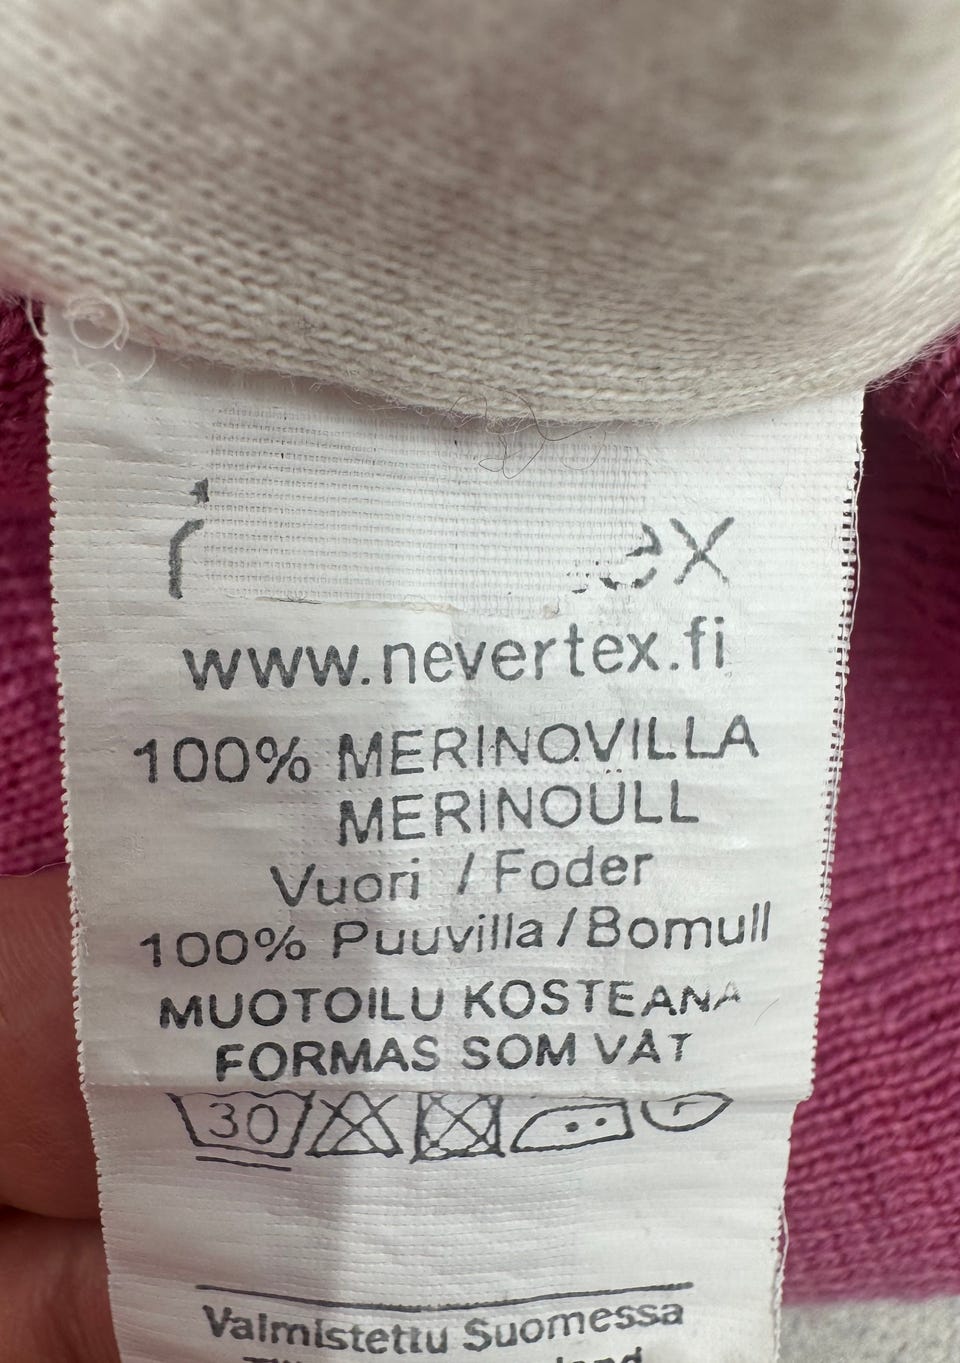 www.nevertex.fi
100% MERINOVILLA
MERINOULL
Vuori / Foder
100% Puuvilla/Bomull
MUOTOILU KOSTEANA
FORMAS SOM VÅT
30
Valmistettu Suomessa